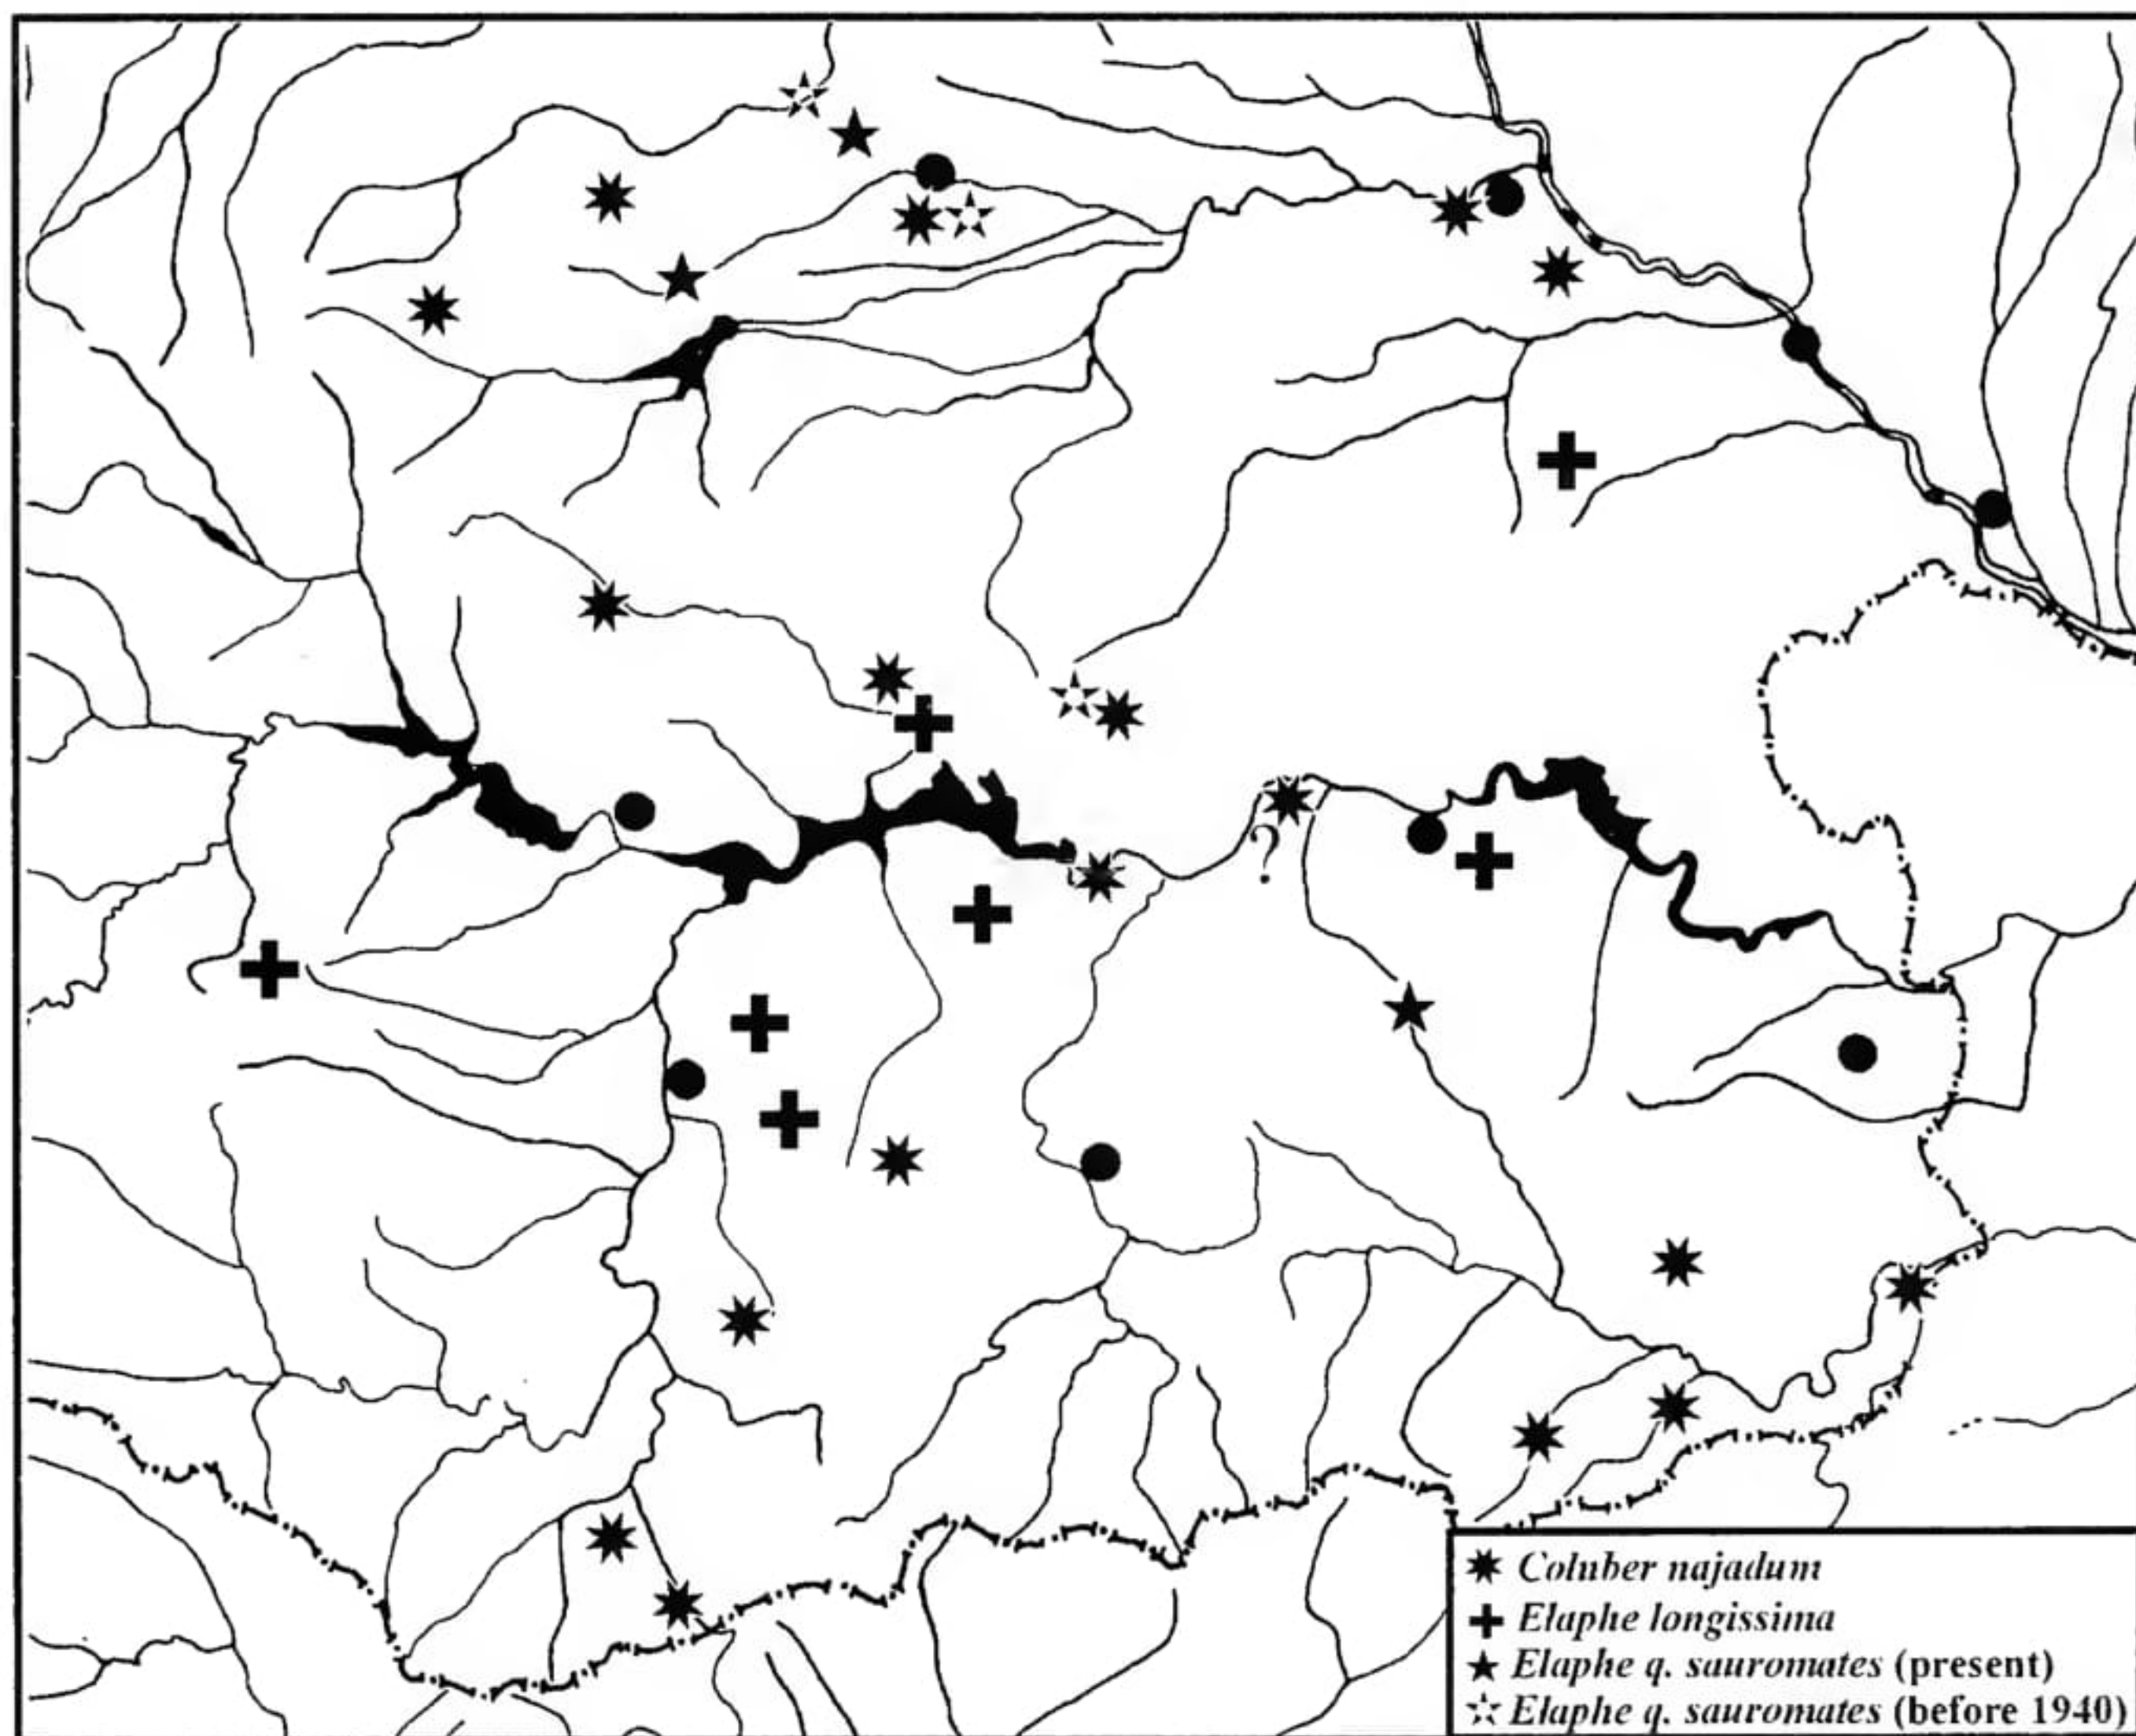 ?
Coluber najadum
Elaphe longissima
Elaphe q. sauromates (present)
Elaphe q. sauromates (before 1940)